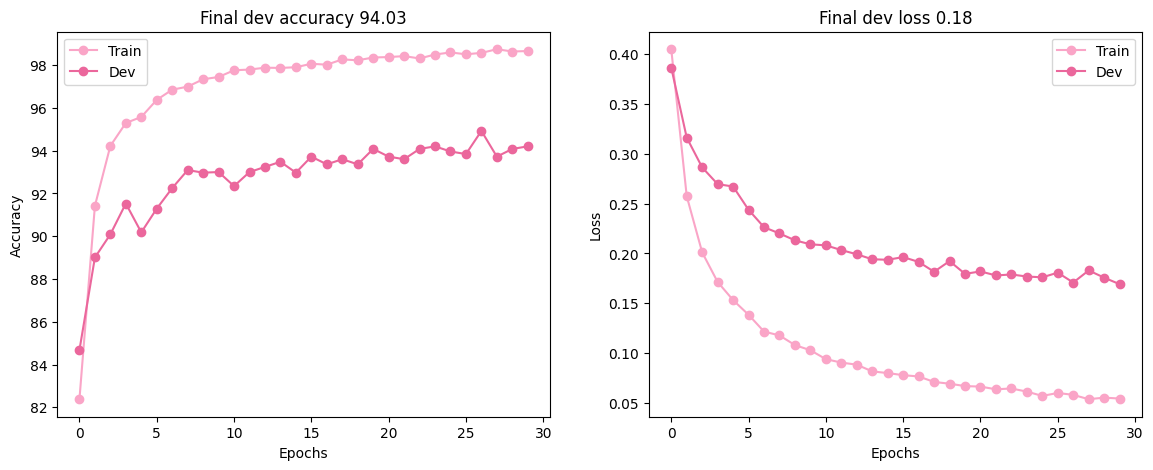 Final dev accuracy 94.03
Train
Dev
98
96
94
92
90
88
86
84
82
Accuracy
0 5 10 15 20 25 30
Epochs
Final dev loss 0.18
Train
Dev
0.40
0.35
0.30
0.25
0.20
0.15
0.10
0.05
Loss
0 5 10 15 20 25 30
Epochs